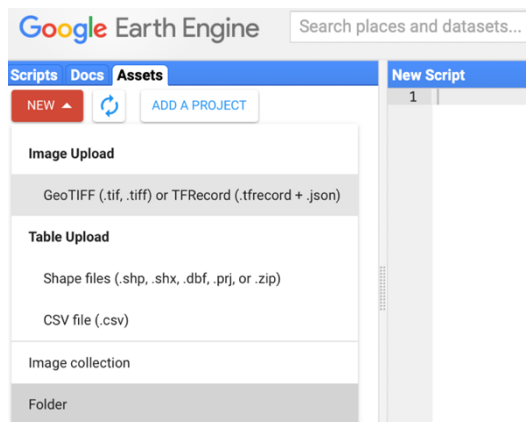 Google Earth Engine
Search places and datasets...
Scripts Docs Assets
New Script
NEW
ADD A PROJECT
1
Image Upload
GeoTIFF (.tif, .tiff) or TFRecord (.tfrecord + .json)
Table Upload
Shape files (.shp, .shx, .dbf, .prj, or .zip)
CSV file (.csv)
Image collection
Folder